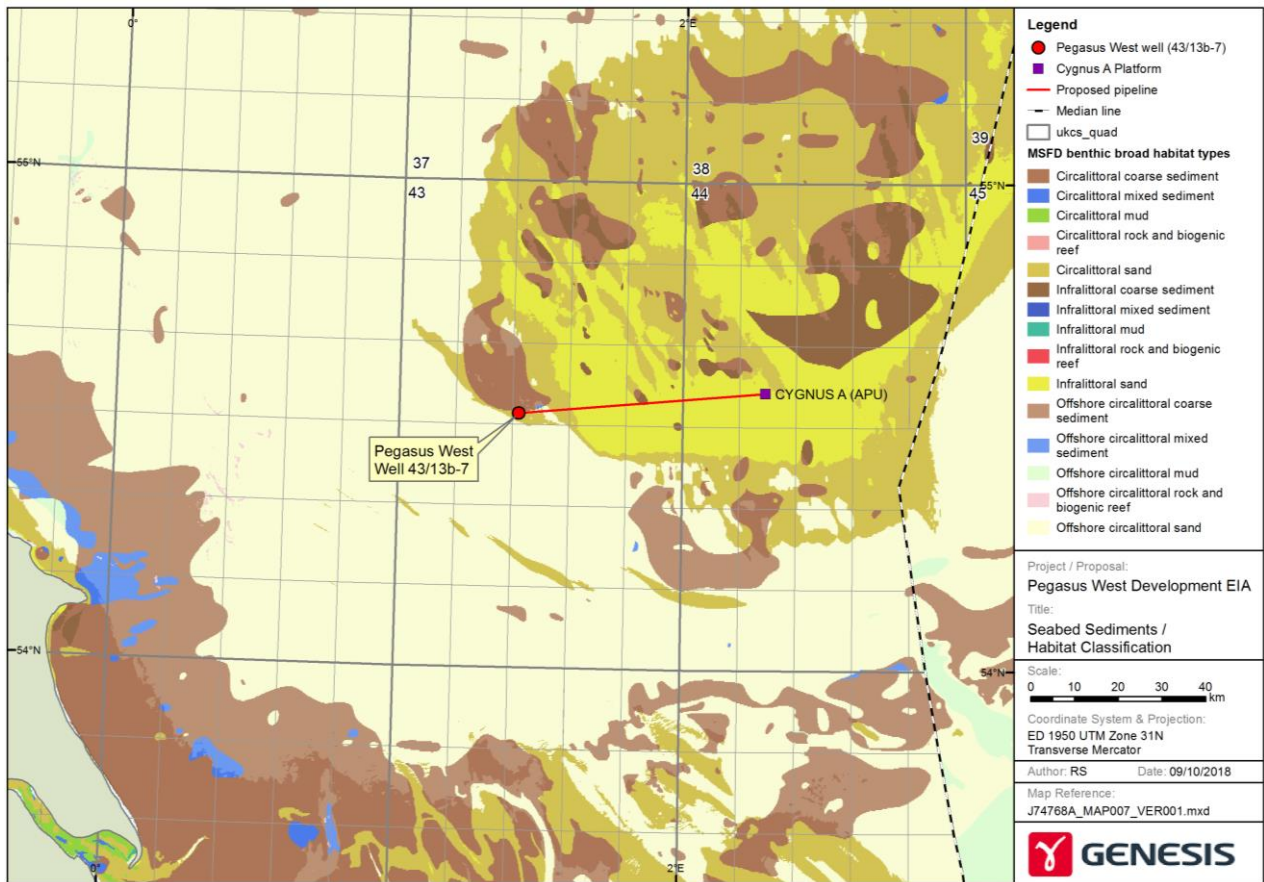 0°
2°E
37
38
39
55°N
55°N
43
44
45
CYGNUS A (APU)
Pegasus West
Well 43/13b-7
54°N
54°N
0°
2°E
Legend
Pegasus West well (43/13b-7)
Cygnus A Platform
Proposed pipeline
Median line
ukcs_quad
MSFD benthic broad habitat types
Circalittoral coarse sediment
Circalittoral mixed sediment
Circalittoral mud
Circalittoral rock and biogenic
reef
Circalittoral sand
Infralittoral coarse sediment
Infralittoral mixed sediment
Infralittoral mud
Infralittoral rock and biogenic
reef
Infralittoral sand
Offshore circalittoral coarse
sediment
Offshore circalittoral mixed
sediment
Offshore circalittoral mud
Offshore circalittoral rock and
biogenic reef
Offshore circalittoral sand
Project / Proposal:
Pegasus West Development EIA
Title:
Seabed Sediments /
Habitat Classification
Scale:
0 10 20 30 40
km
Coordinate System & Projection:
ED 1950 UTM Zone 31N
Transverse Mercator
Author: RS Date: 09/10/2018
Map Reference:
J74768A_MAP007_VER001.mxd
GENESIS